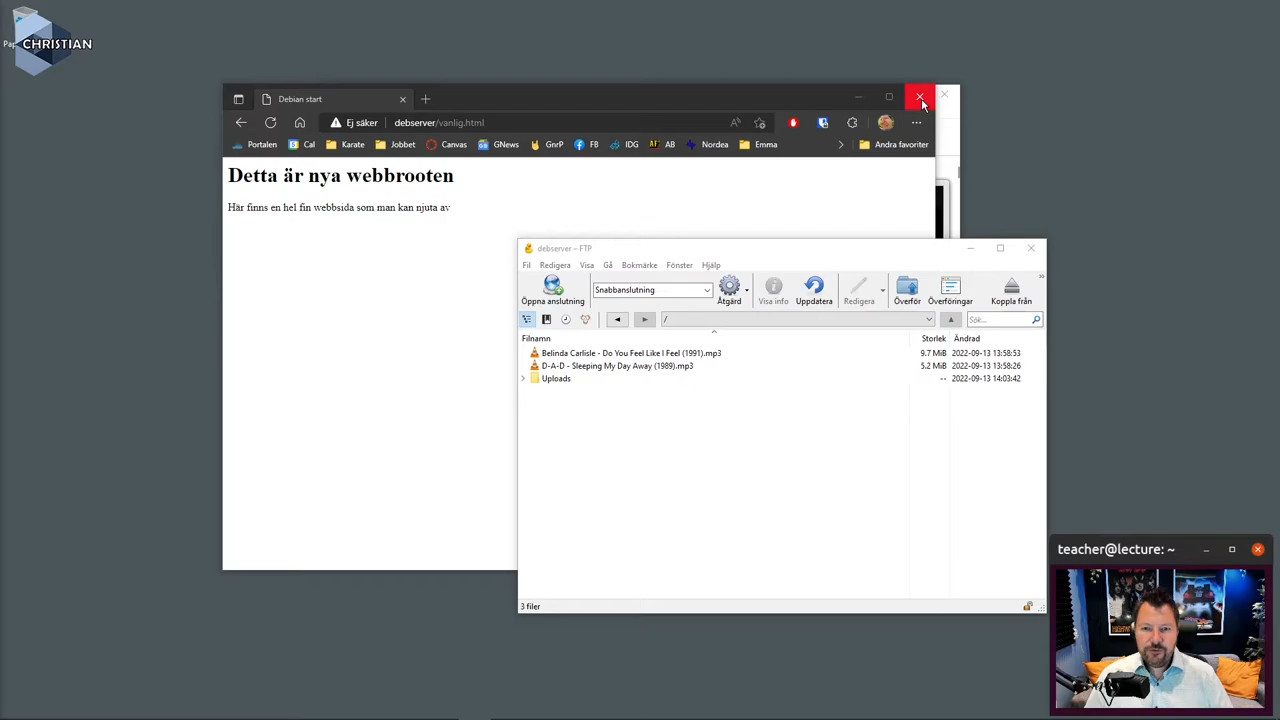 Pap
CHRISTIAN
Debian start
Ej säker debserver/vanlig.html
Portalen Cal Karate Jobbet Canvas GNews GnrP FB IDG AB Nordea Emma Andra favoriter
Detta är nya webbrooten
Här finns en hel fin webbsida som man kan njuta av
debserver – FTP
Fil Redigera Visa Gå Bokmärke Fönster Hjälp
Öppna anslutning Snabbanslutning Åtgärd Visa info Uppdatera Redigera Överför Överföringar Koppla från
/ Sök...
Filnamn Storlek Ändrad
Belinda Carlisle - Do You Feel Like I Feel (1991).mp3 9.7 MiB 2022-09-13 13:58:53
D-A-D - Sleeping My Day Away (1989).mp3 5.2 MiB 2022-09-13 13:58:26
Uploads -- 2022-09-13 14:03:42
3 filer
teacher@lecture: ~